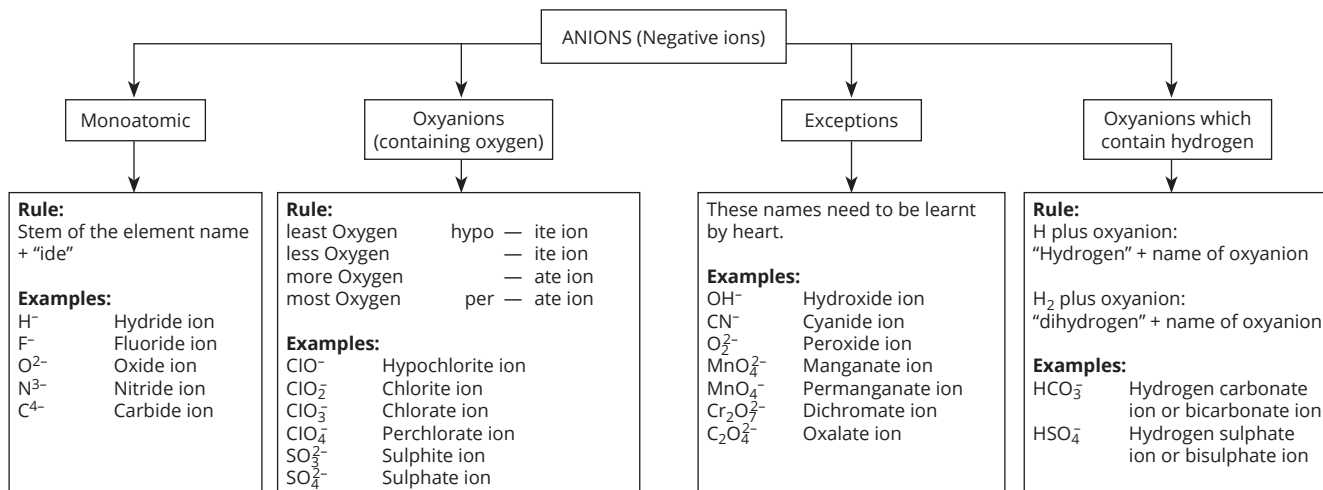 ANIONS (Negative ions)
Monoatomic
Oxyanions
(containing oxygen)
Exceptions
Oxyanions which
contain hydrogen
Rule:
Stem of the element name
+ “ide”
Examples:
H⁻ Hydride ion
F⁻ Fluoride ion
O²⁻ Oxide ion
N³⁻ Nitride ion
C⁴⁻ Carbide ion
Rule:
least Oxygen hypo — ite ion
less Oxygen — ite ion
more Oxygen — ate ion
most Oxygen per — ate ion
Examples:
ClO⁻ Hypochlorite ion
ClO₂⁻ Chlorite ion
ClO₃⁻ Chlorate ion
ClO₄⁻ Perchlorate ion
SO₃²⁻ Sulphite ion
SO₄²⁻ Sulphate ion
These names need to be learnt
by heart.
Examples:
OH⁻ Hydroxide ion
CN⁻ Cyanide ion
O₂²⁻ Peroxide ion
MnO₄²⁻ Manganate ion
MnO₄⁻ Permanganate ion
Cr₂O₇²⁻ Dichromate ion
C₂O₄²⁻ Oxalate ion
Rule:
H plus oxyanion:
“Hydrogen” + name of oxyanion
H₂ plus oxyanion:
“dihydrogen” + name of oxyanion
Examples:
HCO₃⁻ Hydrogen carbonate
ion or bicarbonate ion
HSO₄⁻ Hydrogen sulphate
ion or bisulphate ion